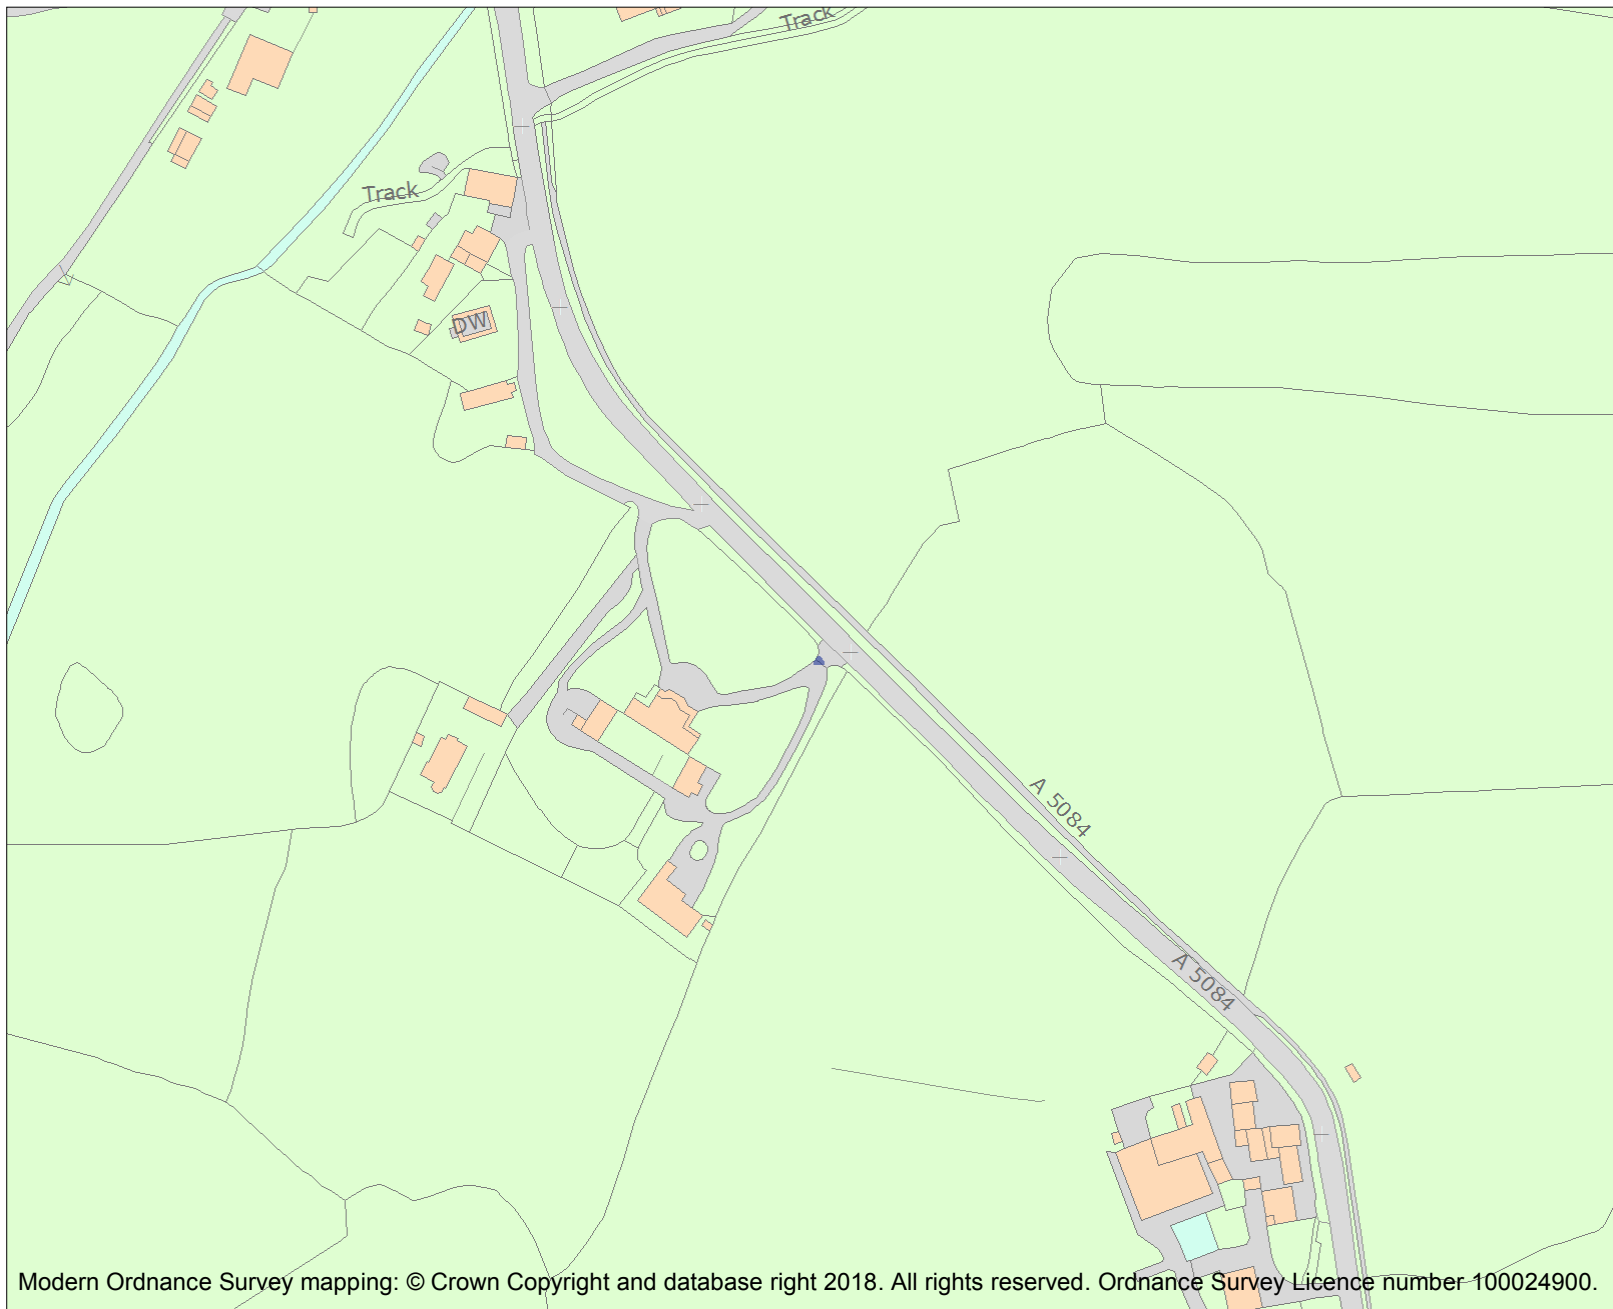 Track
Track
DW
A 5084
A 5084
Modern Ordnance Survey mapping: © Crown Copyright and database right 2018. All rights reserved. Ordnance Survey Licence number 100024900.